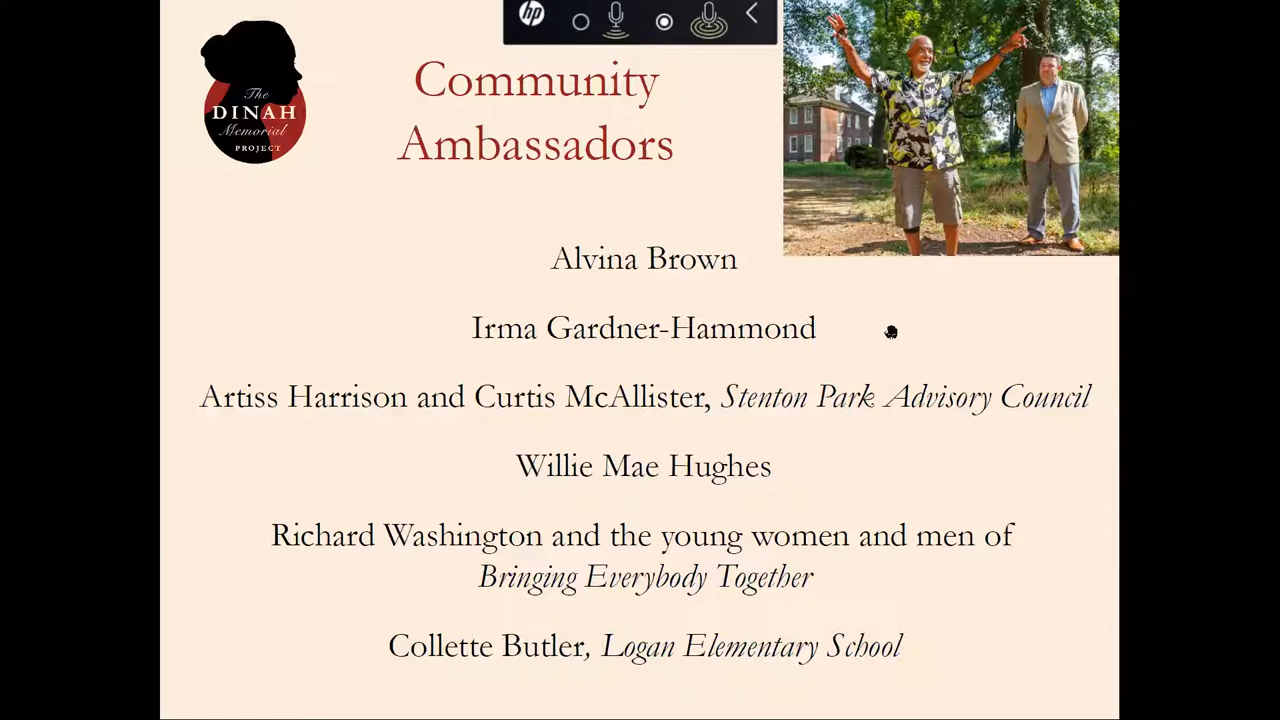 hp
The
DINAH
Memorial
PROJECT
Community
Ambassadors
Alvina Brown
Irma Gardner-Hammond
Artiss Harrison and Curtis McAllister, Stenton Park Advisory Council
Willie Mae Hughes
Richard Washington and the young women and men of
Bringing Everybody Together
Collette Butler, Logan Elementary School